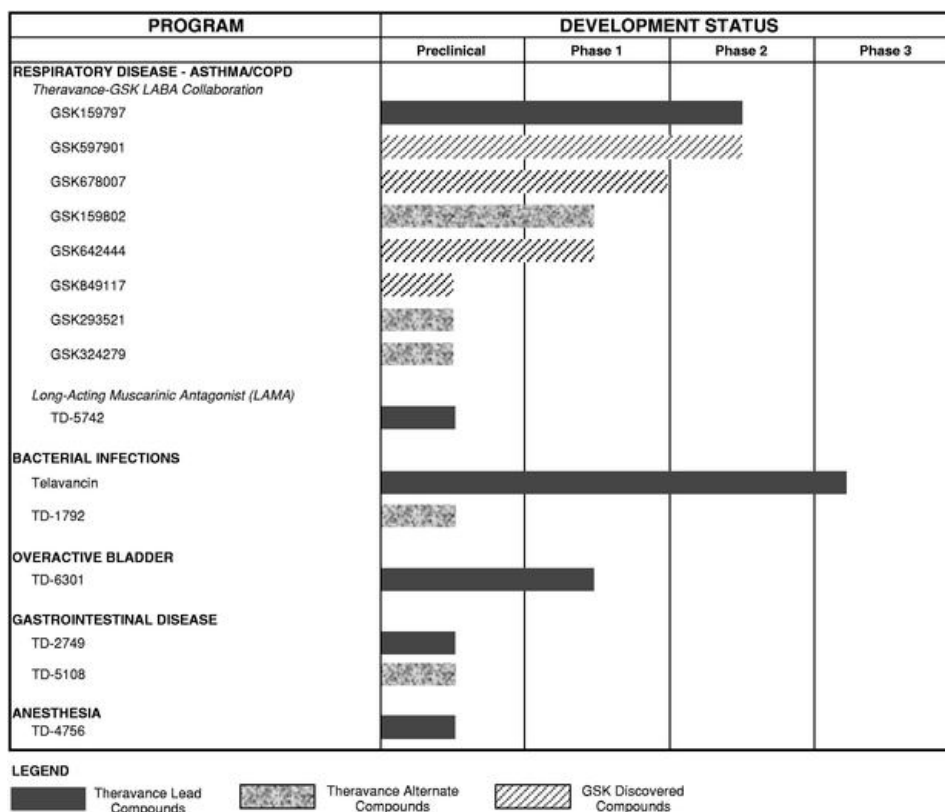 PROGRAM DEVELOPMENT STATUS
Preclinical Phase 1 Phase 2 Phase 3
RESPIRATORY DISEASE - ASTHMA/COPD
Theravance-GSK LABA Collaboration
GSK159797
GSK597901
GSK678007
GSK159802
GSK642444
GSK849117
GSK293521
GSK324279
Long-Acting Muscarinic Antagonist (LAMA)
TD-5742
BACTERIAL INFECTIONS
Telavancin
TD-1792
OVERACTIVE BLADDER
TD-6301
GASTROINTESTINAL DISEASE
TD-2749
TD-5108
ANESTHESIA
TD-4756
LEGEND
Theravance Lead
Compounds
Theravance Alternate
Compounds
GSK Discovered
Compounds